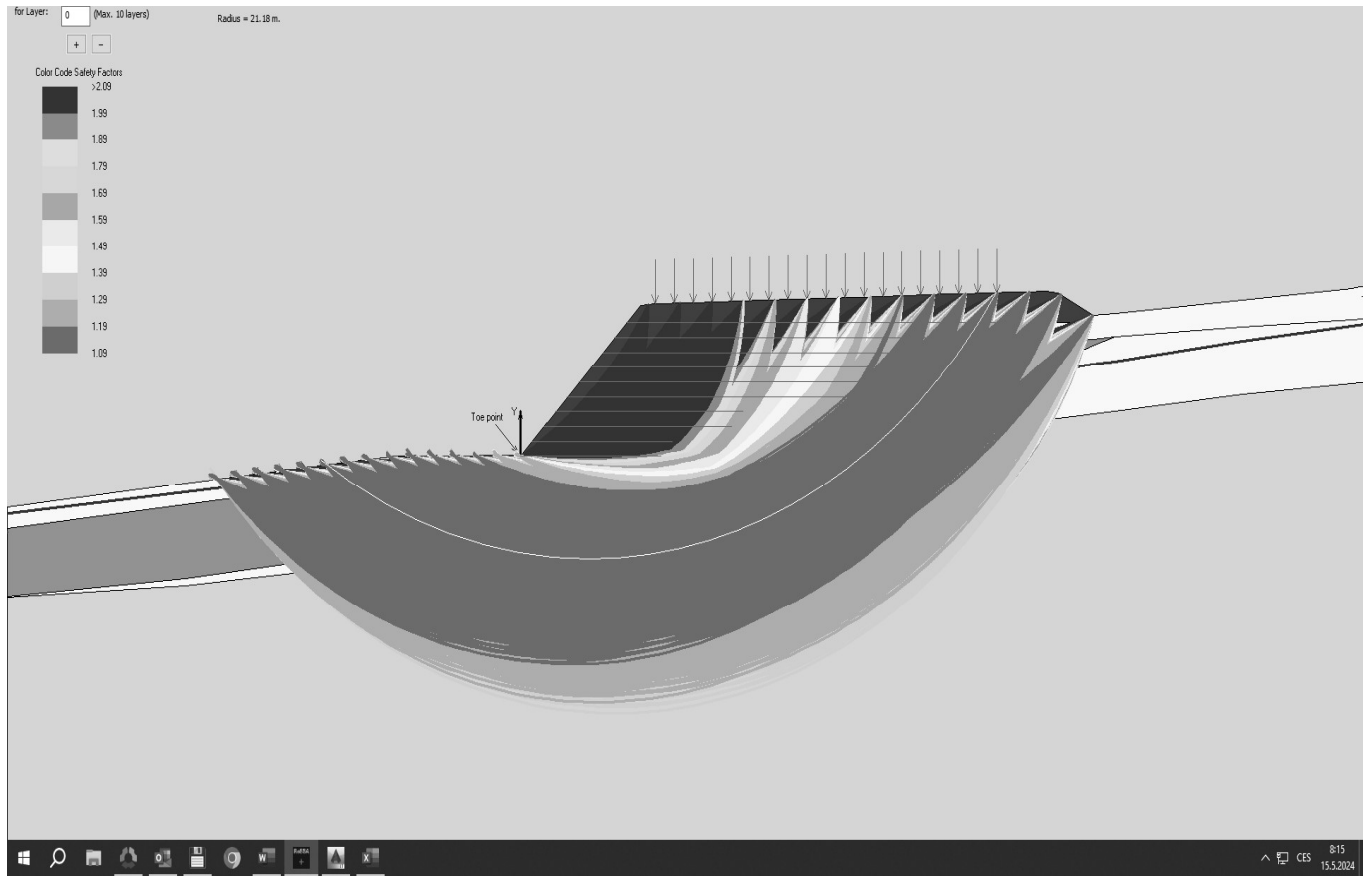 for Layer: 0 (Max. 10 layers)
Radius = 21.18 m.
+ -
Color Code Safety Factors
>2.09
1.99
1.89
1.79
1.69
1.59
1.49
1.39
1.29
1.19
1.09
Toe point
Y
CES
8:15
15.5.2024